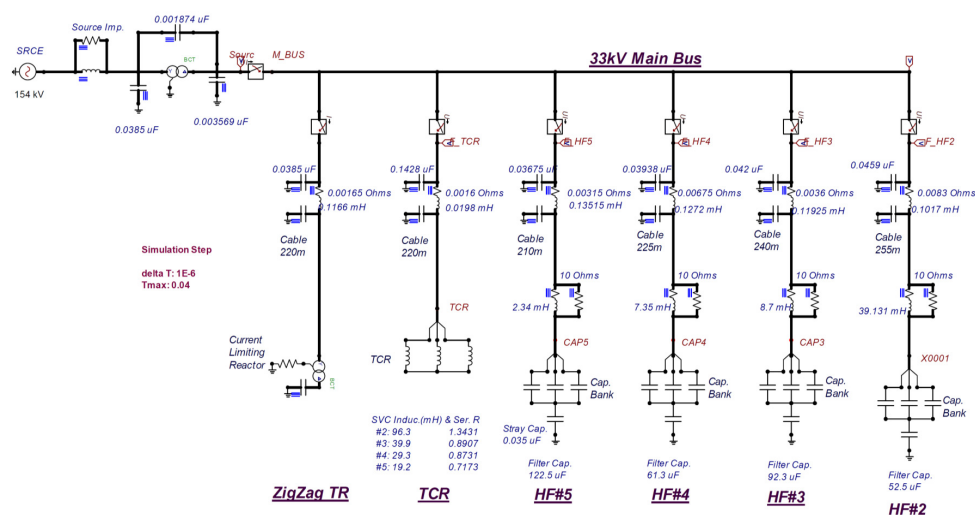 0.001874 uF
Source Imp.
SRCE
BCT
M_BUS
33kV Main Bus
154 kV
0.0385 uF
0.003569 uF
F_HF5
F_HF4
F_HF3
F_HF2
0.0385 uF
0.1428 uF
0.03675 uF
0.03938 uF
0.042 uF
0.0459 uF
0.00165 Ohms
0.1166 mH
0.0016 Ohms
0.0198 mH
0.00315 Ohms
0.13515 mH
0.00675 Ohms
0.1272 mH
0.0036 Ohms
0.11925 mH
0.0083 Ohms
0.1017 mH
Cable
220m
Cable
220m
Cable
210m
Cable
225m
Cable
240m
Cable
255m
Simulation Step
delta T: 1E-6
Tmax: 0.04
10 Ohms
10 Ohms
10 Ohms
10 Ohms
2.34 mH
7.35 mH
8.7 mH
39.131 mH
TCR
Current
Limiting
Reactor
BCT
TCR
CAP5
CAP4
CAP3
X0001
Cap.
Bank
Cap.
Bank
Cap.
Bank
Cap.
Bank
SVC Induc.(mH) & Ser. R
#2: 96.3 1.3431
#3: 39.9 0.8907
#4: 29.3 0.8731
#5: 19.2 0.7173
Stray Cap.
0.035 uF
Filter Cap.
122.5 uF
Filter Cap.
61.3 uF
Filter Cap.
92.3 uF
Filter Cap.
52.5 uF
ZigZag TR
TCR
HF#5
HF#4
HF#3
HF#2